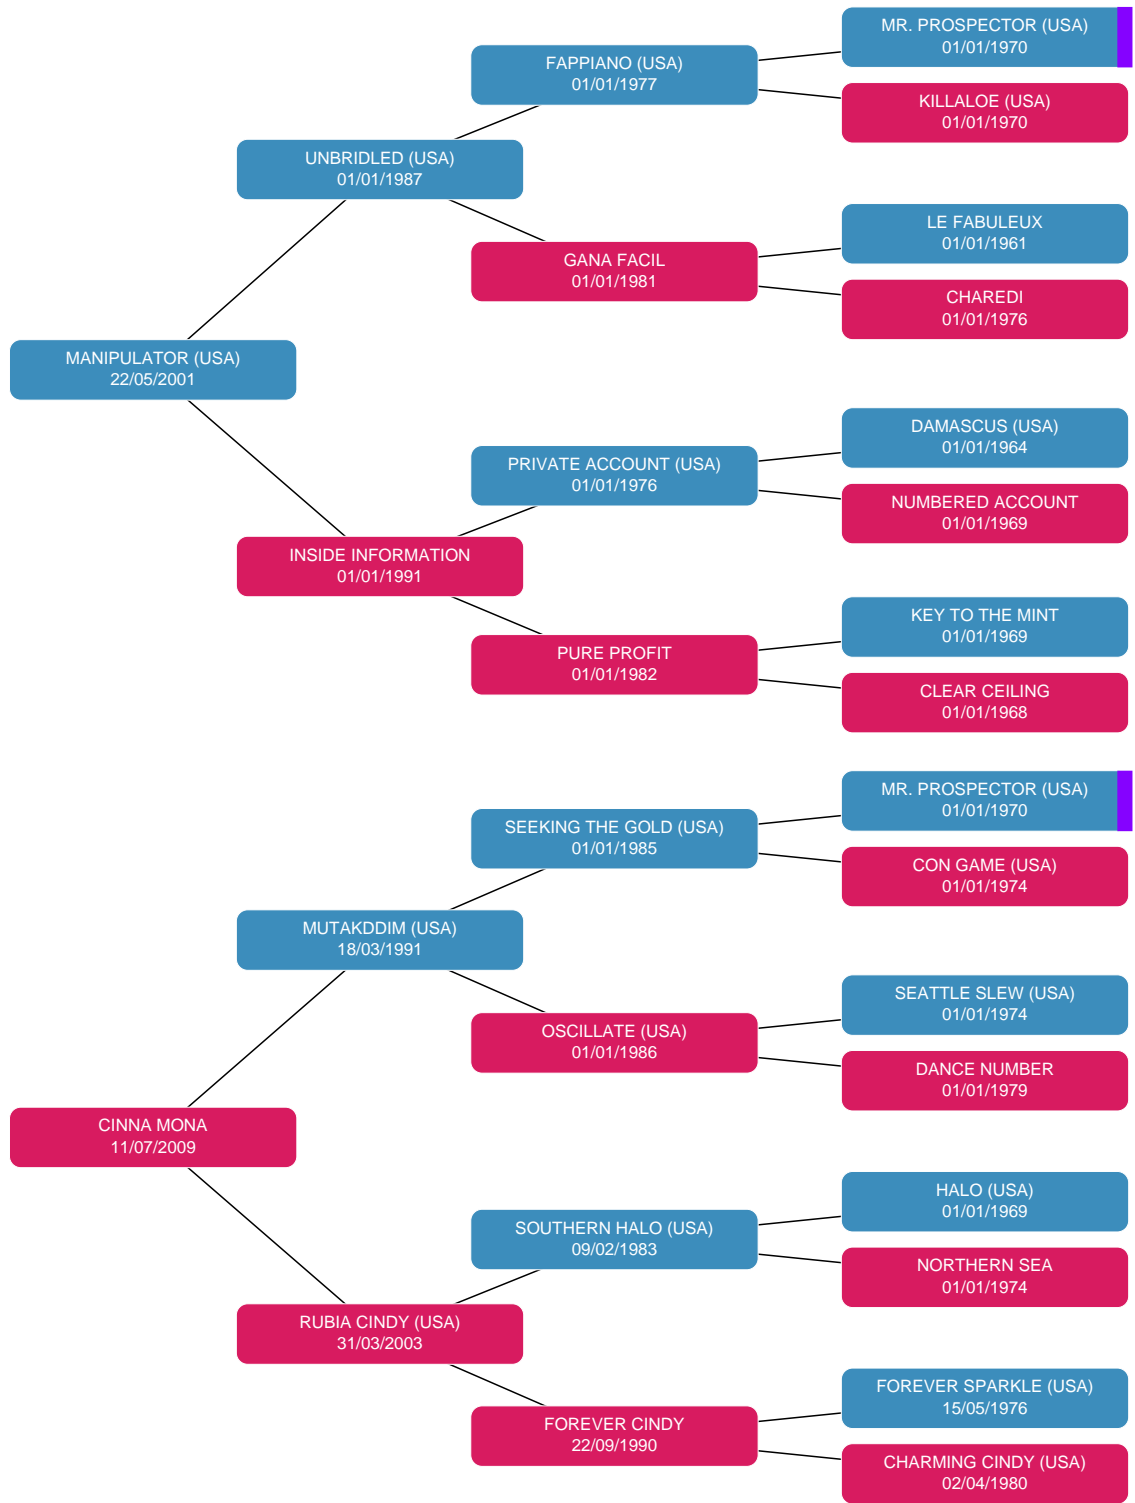 MR. PROSPECTOR (USA)
01/01/1970
FAPPIANO (USA)
01/01/1977
KILLALOE (USA)
01/01/1970
UNBRIDLED (USA)
01/01/1987
LE FABULEUX
01/01/1961
GANA FACIL
01/01/1981
CHAREDI
01/01/1976
MANIPULATOR (USA)
22/05/2001
DAMASCUS (USA)
01/01/1964
PRIVATE ACCOUNT (USA)
01/01/1976
NUMBERED ACCOUNT
01/01/1969
INSIDE INFORMATION
01/01/1991
KEY TO THE MINT
01/01/1969
PURE PROFIT
01/01/1982
CLEAR CEILING
01/01/1968
MR. PROSPECTOR (USA)
01/01/1970
SEEKING THE GOLD (USA)
01/01/1985
CON GAME (USA)
01/01/1974
MUTAKDDIM (USA)
18/03/1991
SEATTLE SLEW (USA)
01/01/1974
OSCILLATE (USA)
01/01/1986
DANCE NUMBER
01/01/1979
CINNA MONA
11/07/2009
HALO (USA)
01/01/1969
SOUTHERN HALO (USA)
09/02/1983
NORTHERN SEA
01/01/1974
RUBIA CINDY (USA)
31/03/2003
FOREVER SPARKLE (USA)
15/05/1976
FOREVER CINDY
22/09/1990
CHARMING CINDY (USA)
02/04/1980